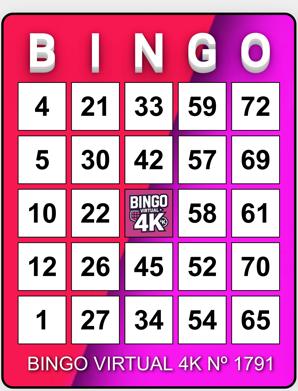 B I N G O
4 21 33 59 72
5 30 42 57 69
10 22 BINGO VIRTUAL 4K 58 61
12 26 45 52 70
1 27 34 54 65
BINGO VIRTUAL 4K Nº 1791